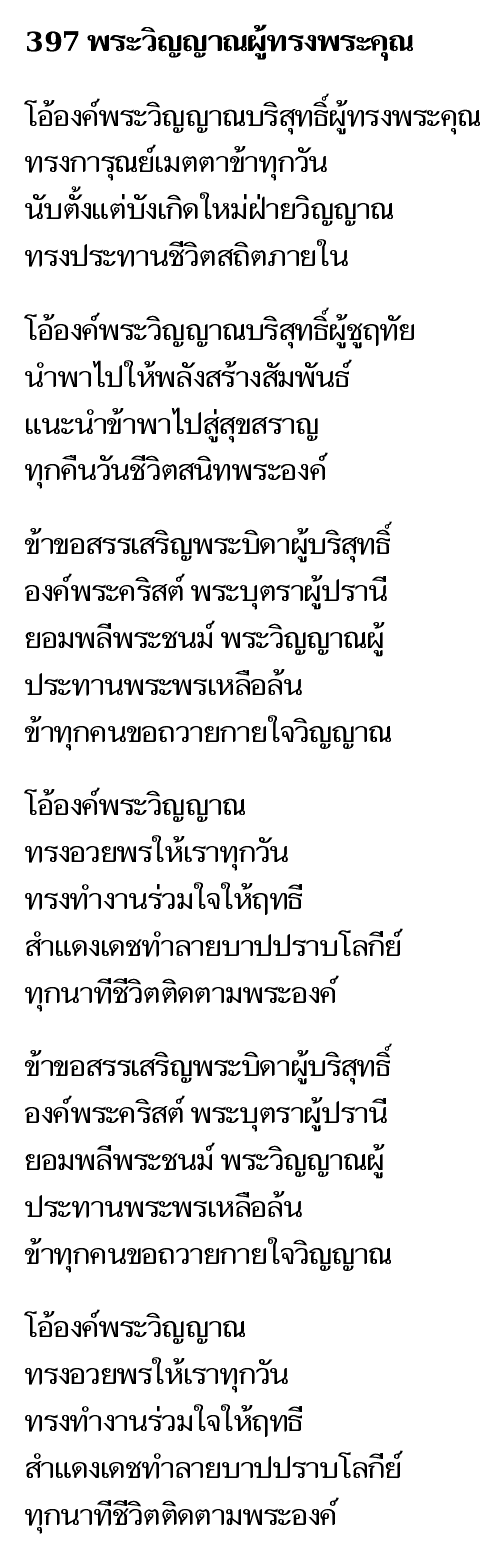 397 พระวิญญาณผู้ทรงพระคุณ
โอ้องค์พระวิญญาณบริสุทธิ์ผู้ทรงพระคุณ
ทรงการุณย์เมตตาข้าทุกวัน
นับตั้งแต่บังเกิดใหม่ฝ่ายวิญญาณ
ทรงประทานชีวิตสถิตภายใน
โอ้องค์พระวิญญาณบริสุทธิ์ผู้ชูฤทัย
นำพาไปให้พลังสร้างสัมพันธ์
แนะนำข้าพาไปสู่สุขสราญ
ทุกคืนวันชีวิตสนิทพระองค์
ข้าขอสรรเสริญพระบิดาผู้บริสุทธิ์
องค์พระคริสต์ พระบุตราผู้ปรานี
ยอมพลีพระชนม์ พระวิญญาณผู้
ประทานพระพรเหลือล้น
ข้าทุกคนขอถวายกายใจวิญญาณ
โอ้องค์พระวิญญาณ
ทรงอวยพรให้เราทุกวัน
ทรงทำงานร่วมใจให้ฤทธี
สำแดงเดชทำลายบาปปราบโลกีย์
ทุกนาทีชีวิตติดตามพระองค์
ข้าขอสรรเสริญพระบิดาผู้บริสุทธิ์
องค์พระคริสต์ พระบุตราผู้ปรานี
ยอมพลีพระชนม์ พระวิญญาณผู้
ประทานพระพรเหลือล้น
ข้าทุกคนขอถวายกายใจวิญญาณ
โอ้องค์พระวิญญาณ
ทรงอวยพรให้เราทุกวัน
ทรงทำงานร่วมใจให้ฤทธี
สำแดงเดชทำลายบาปปราบโลกีย์
ทุกนาทีชีวิตติดตามพระองค์